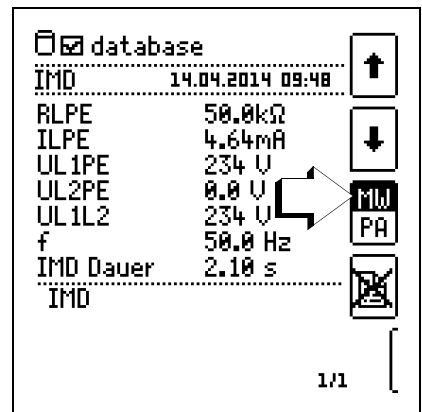 database
IMD 14.04.2014 09:48
RLPE 50.0kΩ
ILPE 4.64mA
UL1PE 234 V
UL2PE 0.0 V
UL1L2 234 V
f 50.0 Hz
IMD Dauer 2.10 s
IMD
MW
PA
1/1